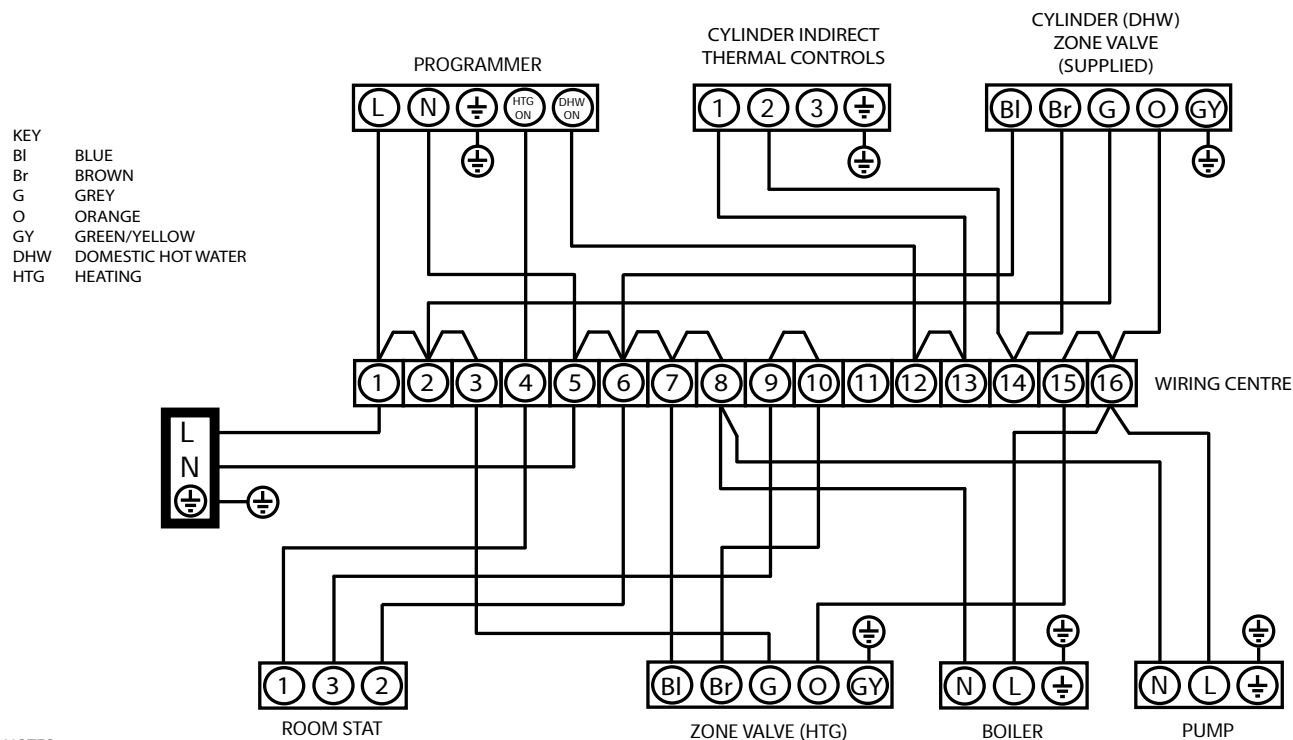 CYLINDER (DHW)
ZONE VALVE
(SUPPLIED)
CYLINDER INDIRECT
THERMAL CONTROLS
PROGRAMMER
L N HTG ON DHW ON
1 2 3
Bl Br G O GY
KEY
Bl BLUE
Br BROWN
G GREY
O ORANGE
GY GREEN/YELLOW
DHW DOMESTIC HOT WATER
HTG HEATING
1 2 3 4 5 6 7 8 9 10 11 12 13 14 15 16
WIRING CENTRE
L
N
1 3 2
Bl Br G O GY
N L
N L
ROOM STAT
ZONE VALVE (HTG)
BOILER
PUMP